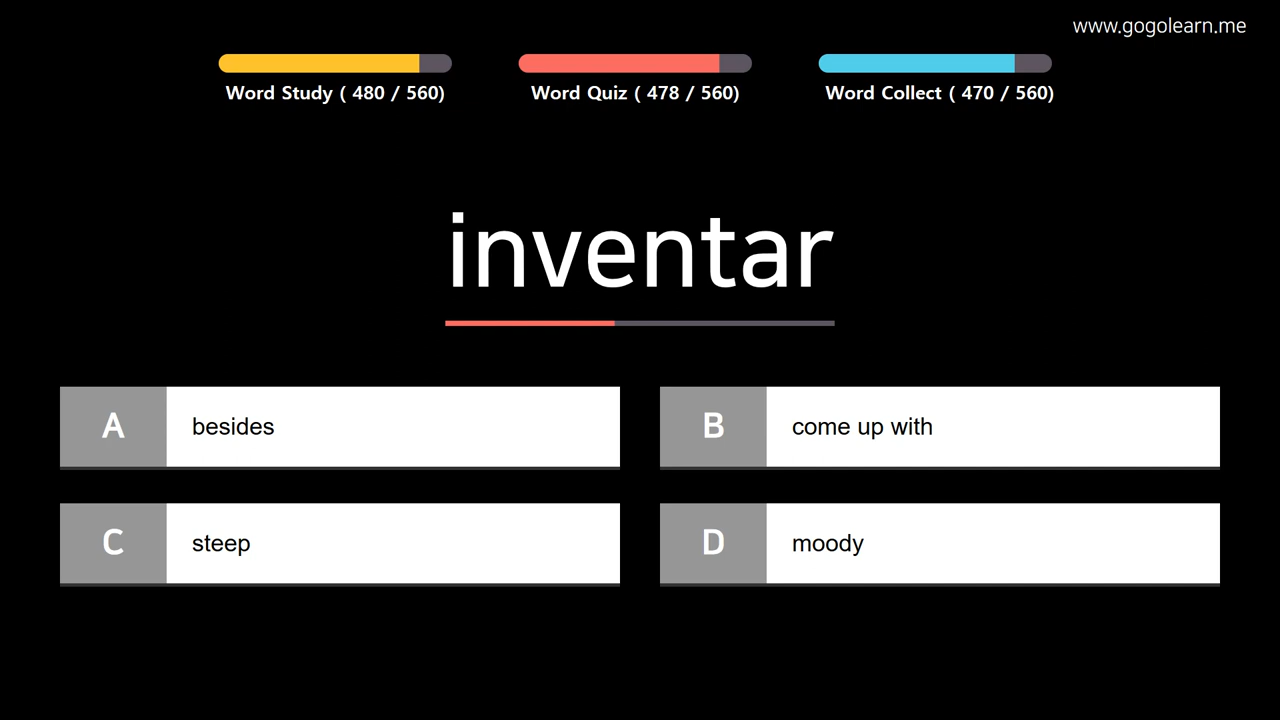 www.gogolearn.me
Word Study ( 480 / 560)
Word Quiz ( 478 / 560)
Word Collect ( 470 / 560)
inventar
A besides
B come up with
C steep
D moody